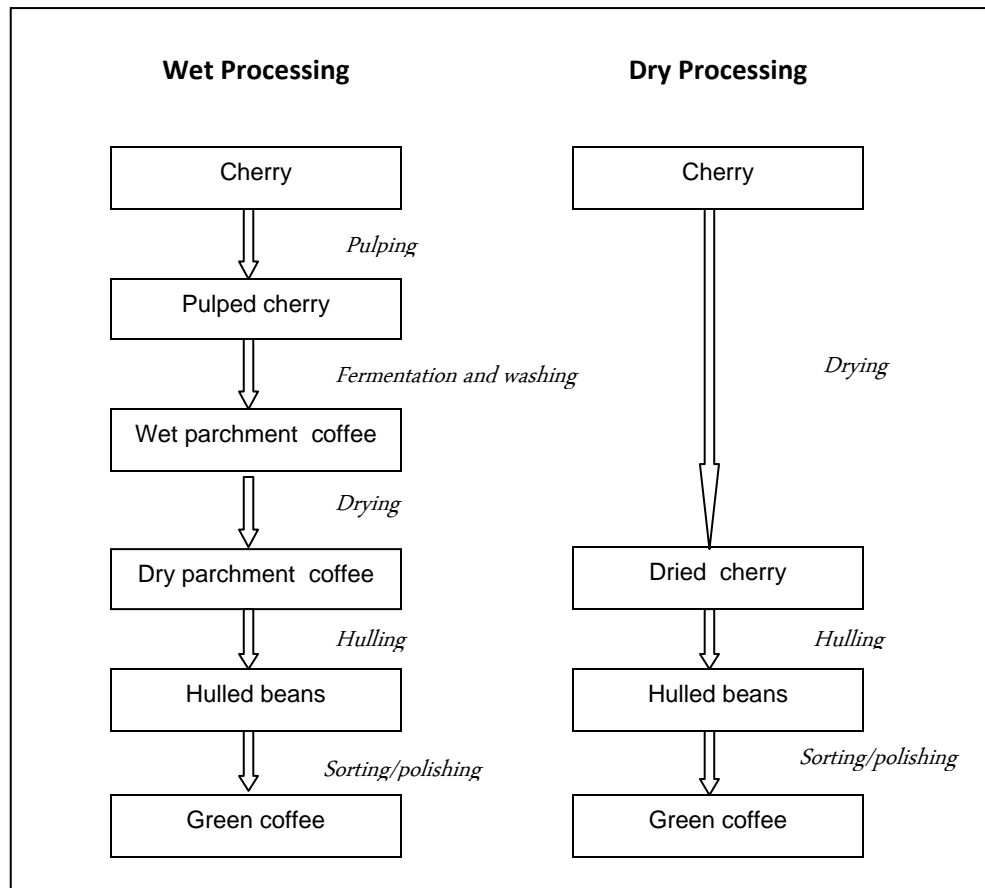 Wet Processing
Cherry
Pulping
Pulped cherry
Fermentation and washing
Wet parchment coffee
Drying
Dry parchment coffee
Hulling
Hulled beans
Sorting/polishing
Green coffee
Dry Processing
Cherry
Drying
Dried cherry
Hulling
Hulled beans
Sorting/polishing
Green coffee